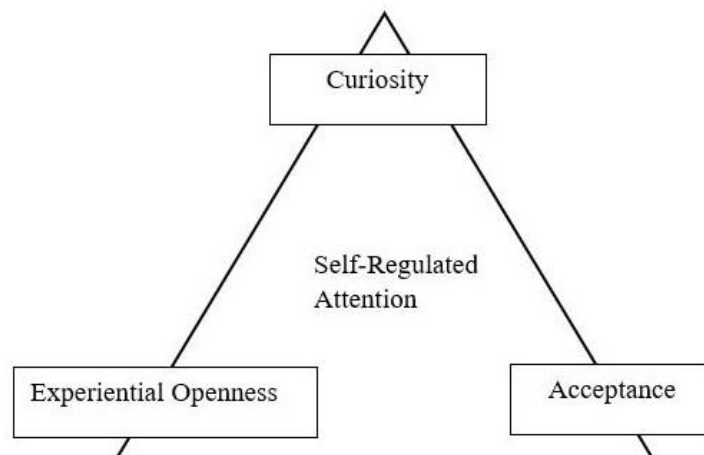 Curiosity
Self-Regulated
Attention
Experiential Openness
Acceptance